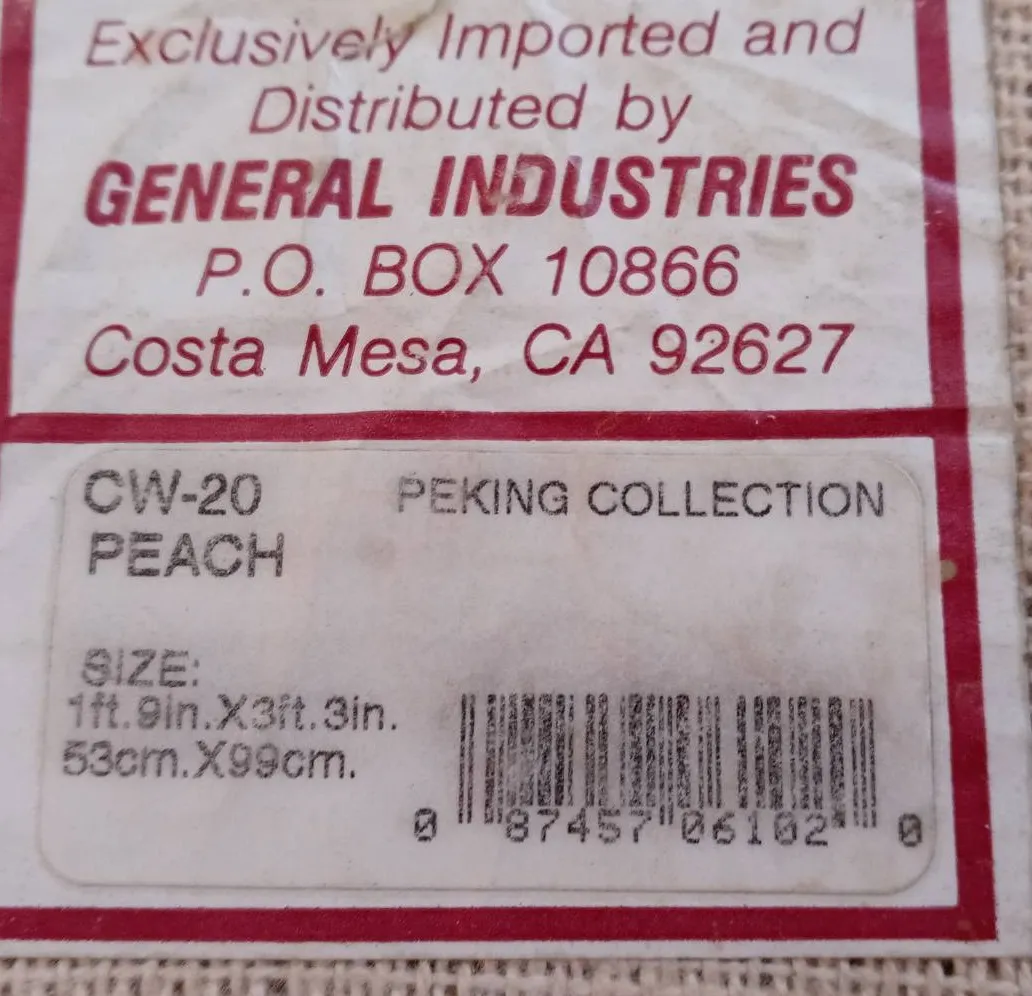 Exclusively Imported and
Distributed by
GENERAL INDUSTRIES
P.O. BOX 10866
Costa Mesa, CA 92627
CW-20 PEKING COLLECTION
PEACH
SIZE:
1ft.9in.X3ft.3in.
53cm.X99cm.
0 87457 06102 0